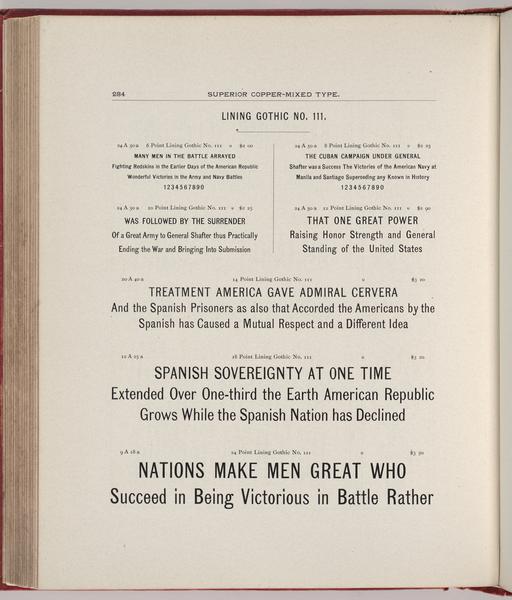 284
SUPERIOR COPPER-MIXED TYPE.
LINING GOTHIC NO. 111.
24 A 30 a 6 Point Lining Gothic No. 111
MANY MEN IN THE BATTLE ARRAYED
Fighting Redskins in the Earlier Days of the American Republic
Wonderful Victories in the Army and Navy Battles
1234567890
24 A 30 a 8 Point Lining Gothic No. 111 $2 25
THE CUBAN CAMPAIGN UNDER GENERAL
Shafter was a Success The Victories of the American Navy at
Manila and Santiago Superseding any Known in History
1234567890
24 A 30 a 10 Point Lining Gothic No. 111 $2 25
WAS FOLLOWED BY THE SURRENDER
Of a Great Army to General Shafter thus Practically
Ending the War and Bringing Into Submission
24 A 30 a 12 Point Lining Gothic No. 111 $2 90
THAT ONE GREAT POWER
Raising Honor Strength and General
Standing of the United States
20 A 40 a 14 Point Lining Gothic No. 111 $3 20
TREATMENT AMERICA GAVE ADMIRAL CERVERA
And the Spanish Prisoners as also that Accorded the Americans by the
Spanish has Caused a Mutual Respect and a Different Idea
12 A 25 a 18 Point Lining Gothic No. 111 $3 20
SPANISH SOVEREIGNTY AT ONE TIME
Extended Over One-third the Earth American Republic
Grows While the Spanish Nation has Declined
9 A 18 a 24 Point Lining Gothic No. 111 $3 50
NATIONS MAKE MEN GREAT WHO
Succeed in Being Victorious in Battle Rather